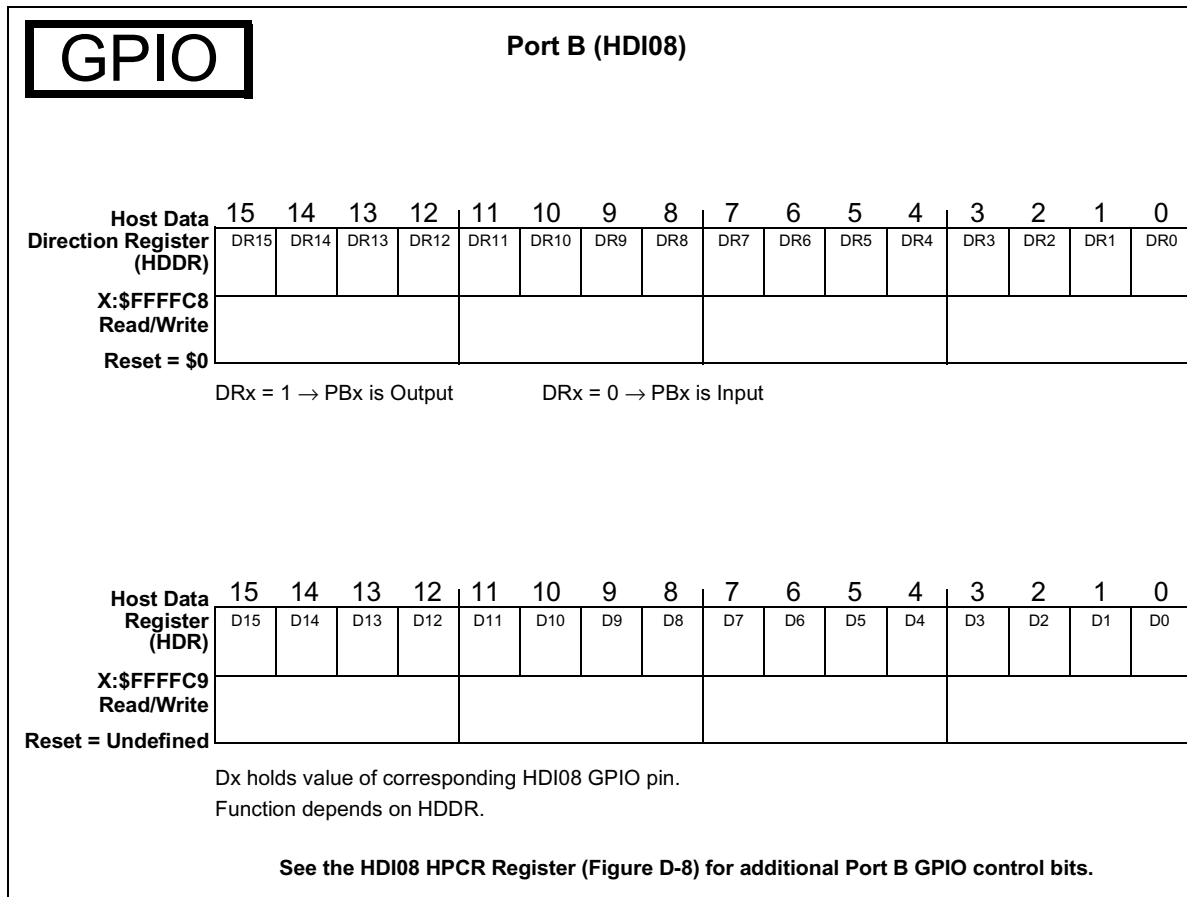 GPIO
Port B (HDI08)
Host Data
Direction Register
(HDDR)
X:$FFFFC8
Read/Write
Reset = $0
15 14 13 12 11 10 9 8 7 6 5 4 3 2 1 0
DR15 DR14 DR13 DR12 DR11 DR10 DR9 DR8 DR7 DR6 DR5 DR4 DR3 DR2 DR1 DR0
DRx = 1 → PBx is Output DRx = 0 → PBx is Input
Host Data
Register
(HDR)
X:$FFFFC9
Read/Write
Reset = Undefined
15 14 13 12 11 10 9 8 7 6 5 4 3 2 1 0
D15 D14 D13 D12 D11 D10 D9 D8 D7 D6 D5 D4 D3 D2 D1 D0
Dx holds value of corresponding HDI08 GPIO pin.
Function depends on HDDR.
See the HDI08 HPCR Register (Figure D-8) for additional Port B GPIO control bits.